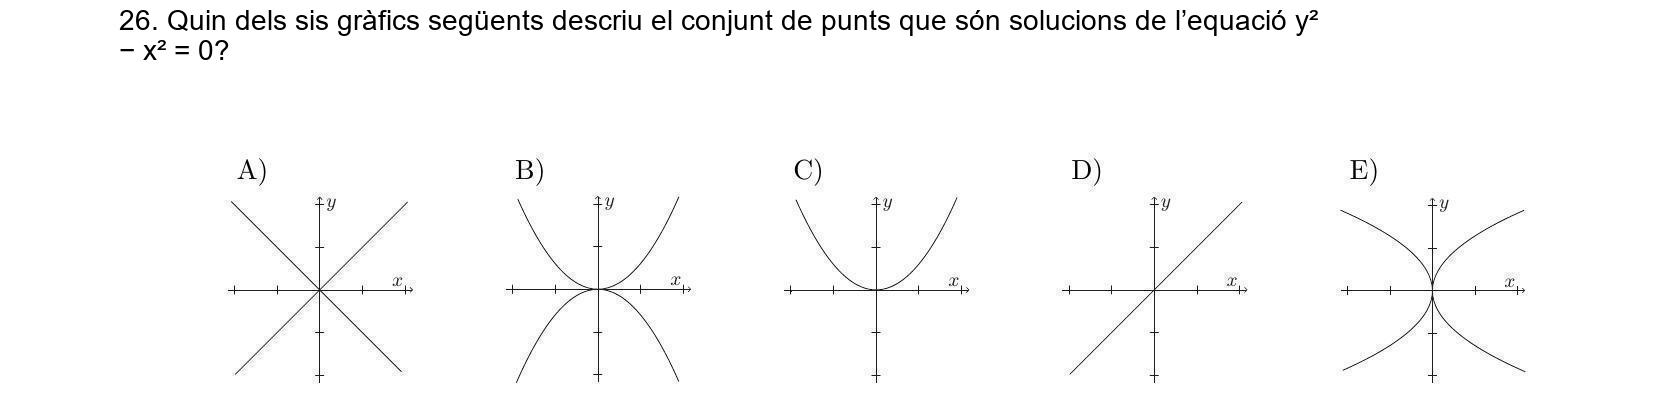 26. Quin dels sis gràfics següents descriu el conjunt de punts que són solucions de l’equació y²
− x² = 0?
A) B) C) D) E)
y y y y y
x x x x x